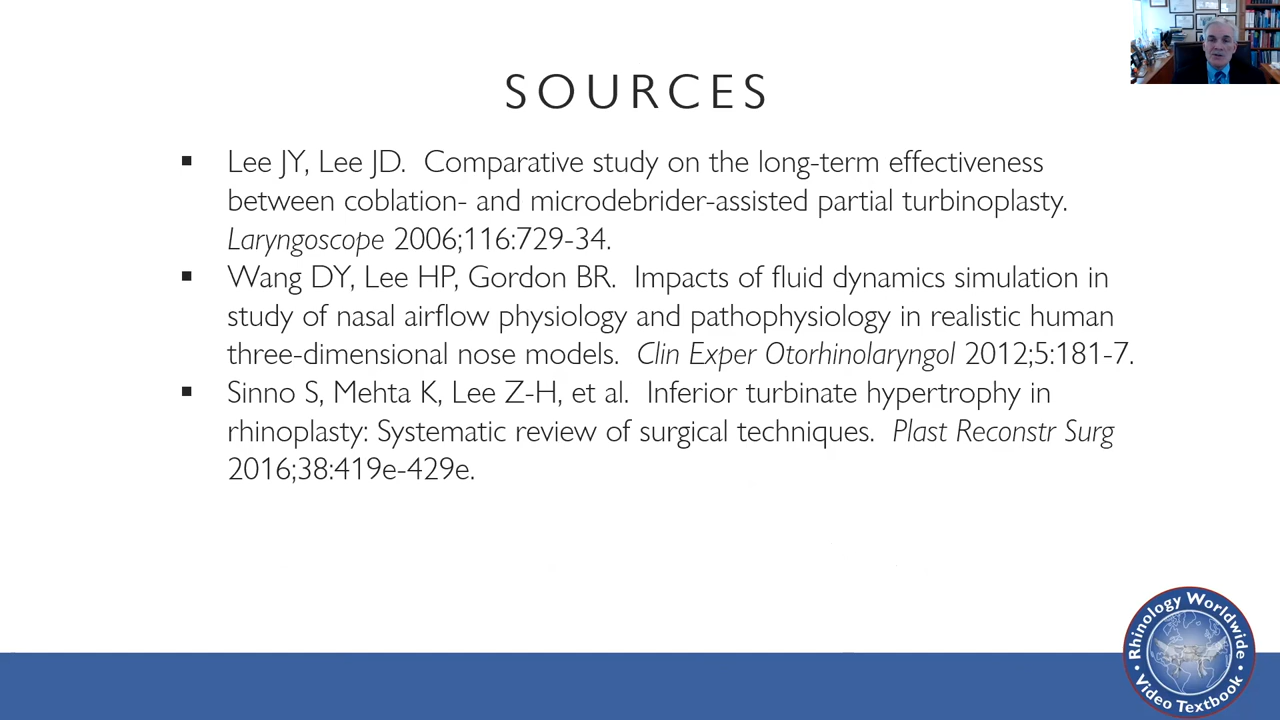 SOURCES
▪ Lee JY, Lee JD. Comparative study on the long-term effectiveness
between coblation- and microdebrider-assisted partial turbinoplasty.
Laryngoscope 2006;116:729-34.
▪ Wang DY, Lee HP, Gordon BR. Impacts of fluid dynamics simulation in
study of nasal airflow physiology and pathophysiology in realistic human
three-dimensional nose models. Clin Exper Otorhinolaryngol 2012;5:181-7.
▪ Sinno S, Mehta K, Lee Z-H, et al. Inferior turbinate hypertrophy in
rhinoplasty: Systematic review of surgical techniques. Plast Reconstr Surg
2016;38:419e-429e.
Rhinology Worldwide
• Video Textbook •